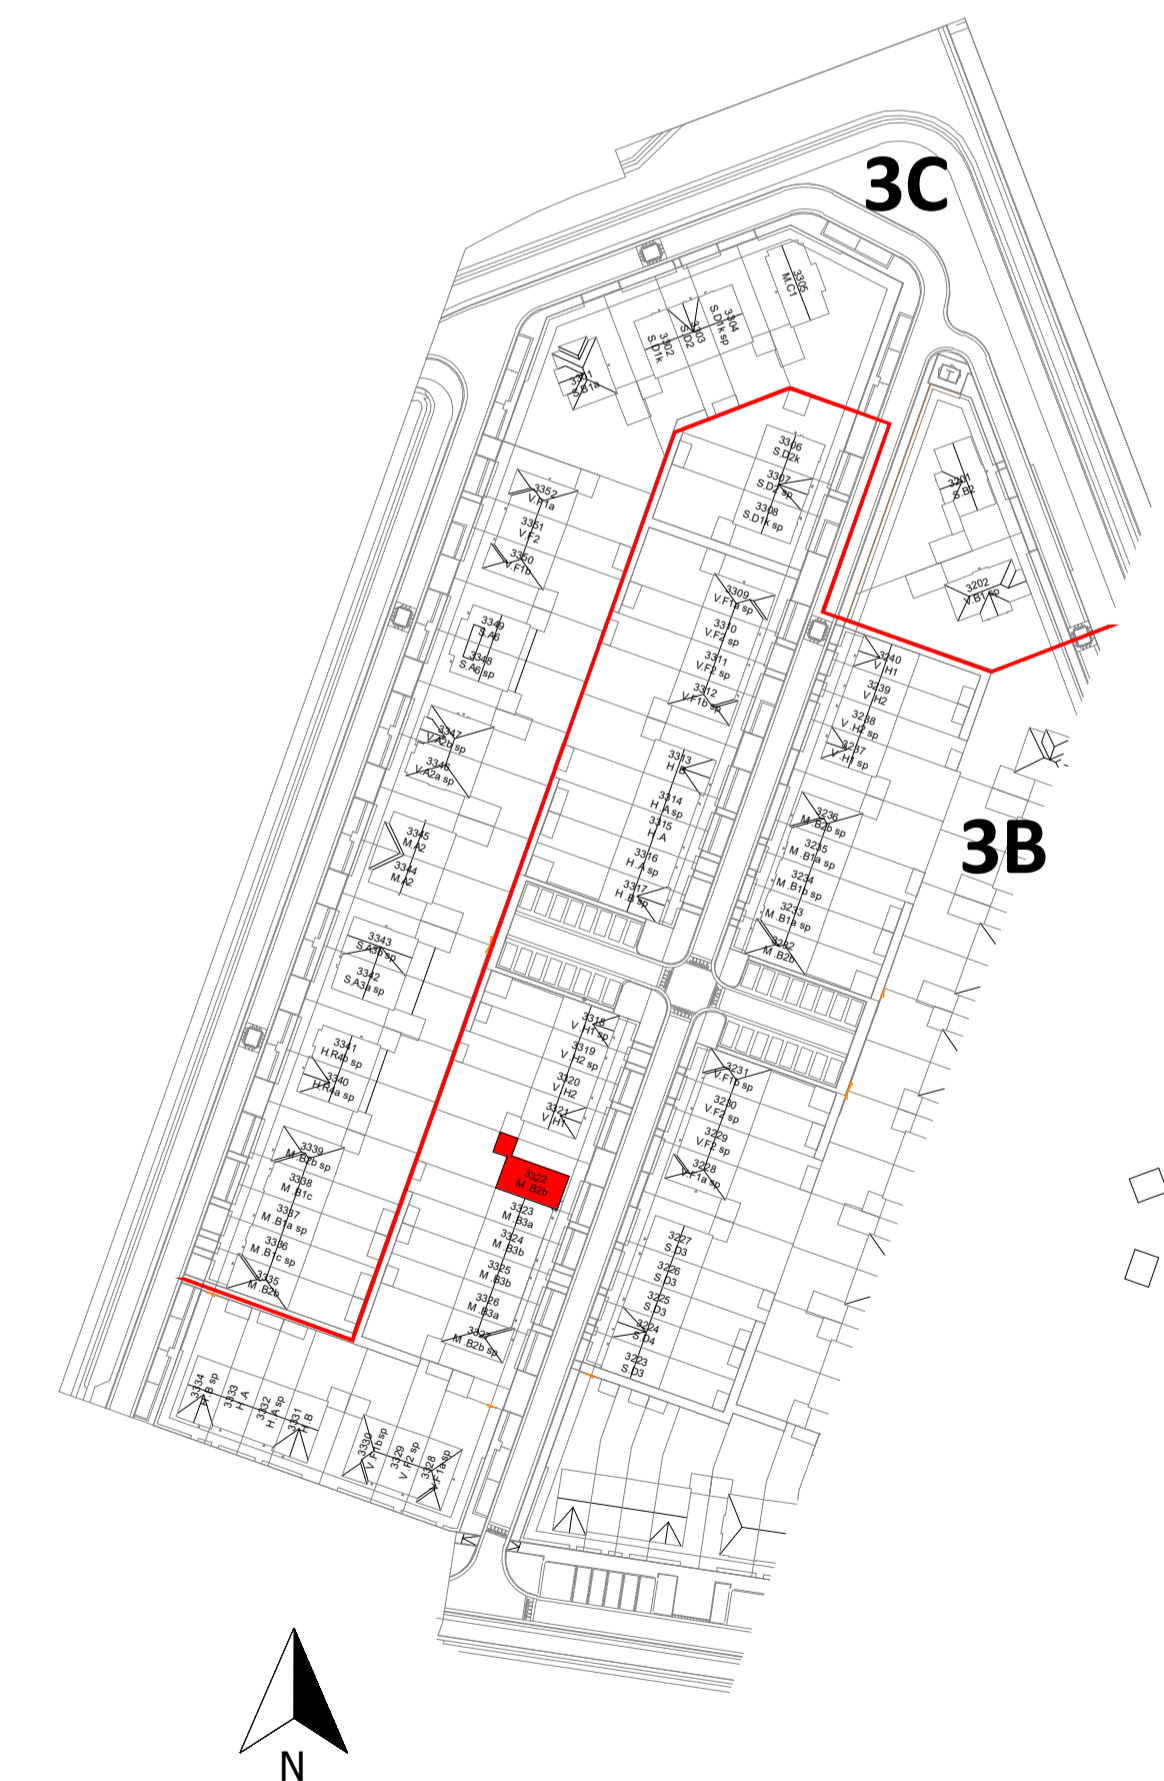 3C
3305
M.C1
3304
S.D1k sp
3303
S.D2
3302
S.D1k
3301
S.B1a
3306
S.D2k
3307
S.D2 sp
3308
S.D1k sp
3201
S.B2
3202
V.B1 sp
3352
V.F1a
3351
V.F2
3350
V.F1b
3309
V.F1a sp
3310
V.F2 sp
3311
V.F2 sp
3312
V.F1b sp
3349
S.A6
3348
S.A6 sp
3240
V.H1
3239
V.H2
3238
V.H2 sp
3237
V.H1 sp
3347
V.A2b sp
3346
V.A2a sp
3313
H.B
3314
H.A sp
3315
H.A
3316
H.A sp
3317
H.B sp
3B
3236
M.B2b sp
3235
M.B1a sp
3234
M.B1b sp
3233
M.B1a sp
3232
M.B2b
3345
M.A2
3344
M.A2
3343
S.A3b sp
3342
S.A3a sp
3341
H.R4b sp
3340
H.R4a sp
3318
V.H1 sp
3319
V.H2 sp
3320
V.H2
3321
V.H1
3231
V.F1b sp
3230
V.F2 sp
3229
V.F2 sp
3228
V.F1a sp
3339
M.B2b sp
3338
M.B1c
3337
M.B1a sp
3336
M.B1c sp
3335
M.B2b
3322
M.B2b
3323
M.B3a
3324
M.B3b
3325
M.B3b
3326
M.B3a
3327
M.B2b sp
3227
S.D3
3226
S.D3
3225
S.D3
3224
S.D4
3223
S.D3
3334
H.B sp
3333
H.A
3332
H.A sp
3331
H.B
3330
V.F1b sp
3329
V.F2 sp
3328
V.F1a sp
N